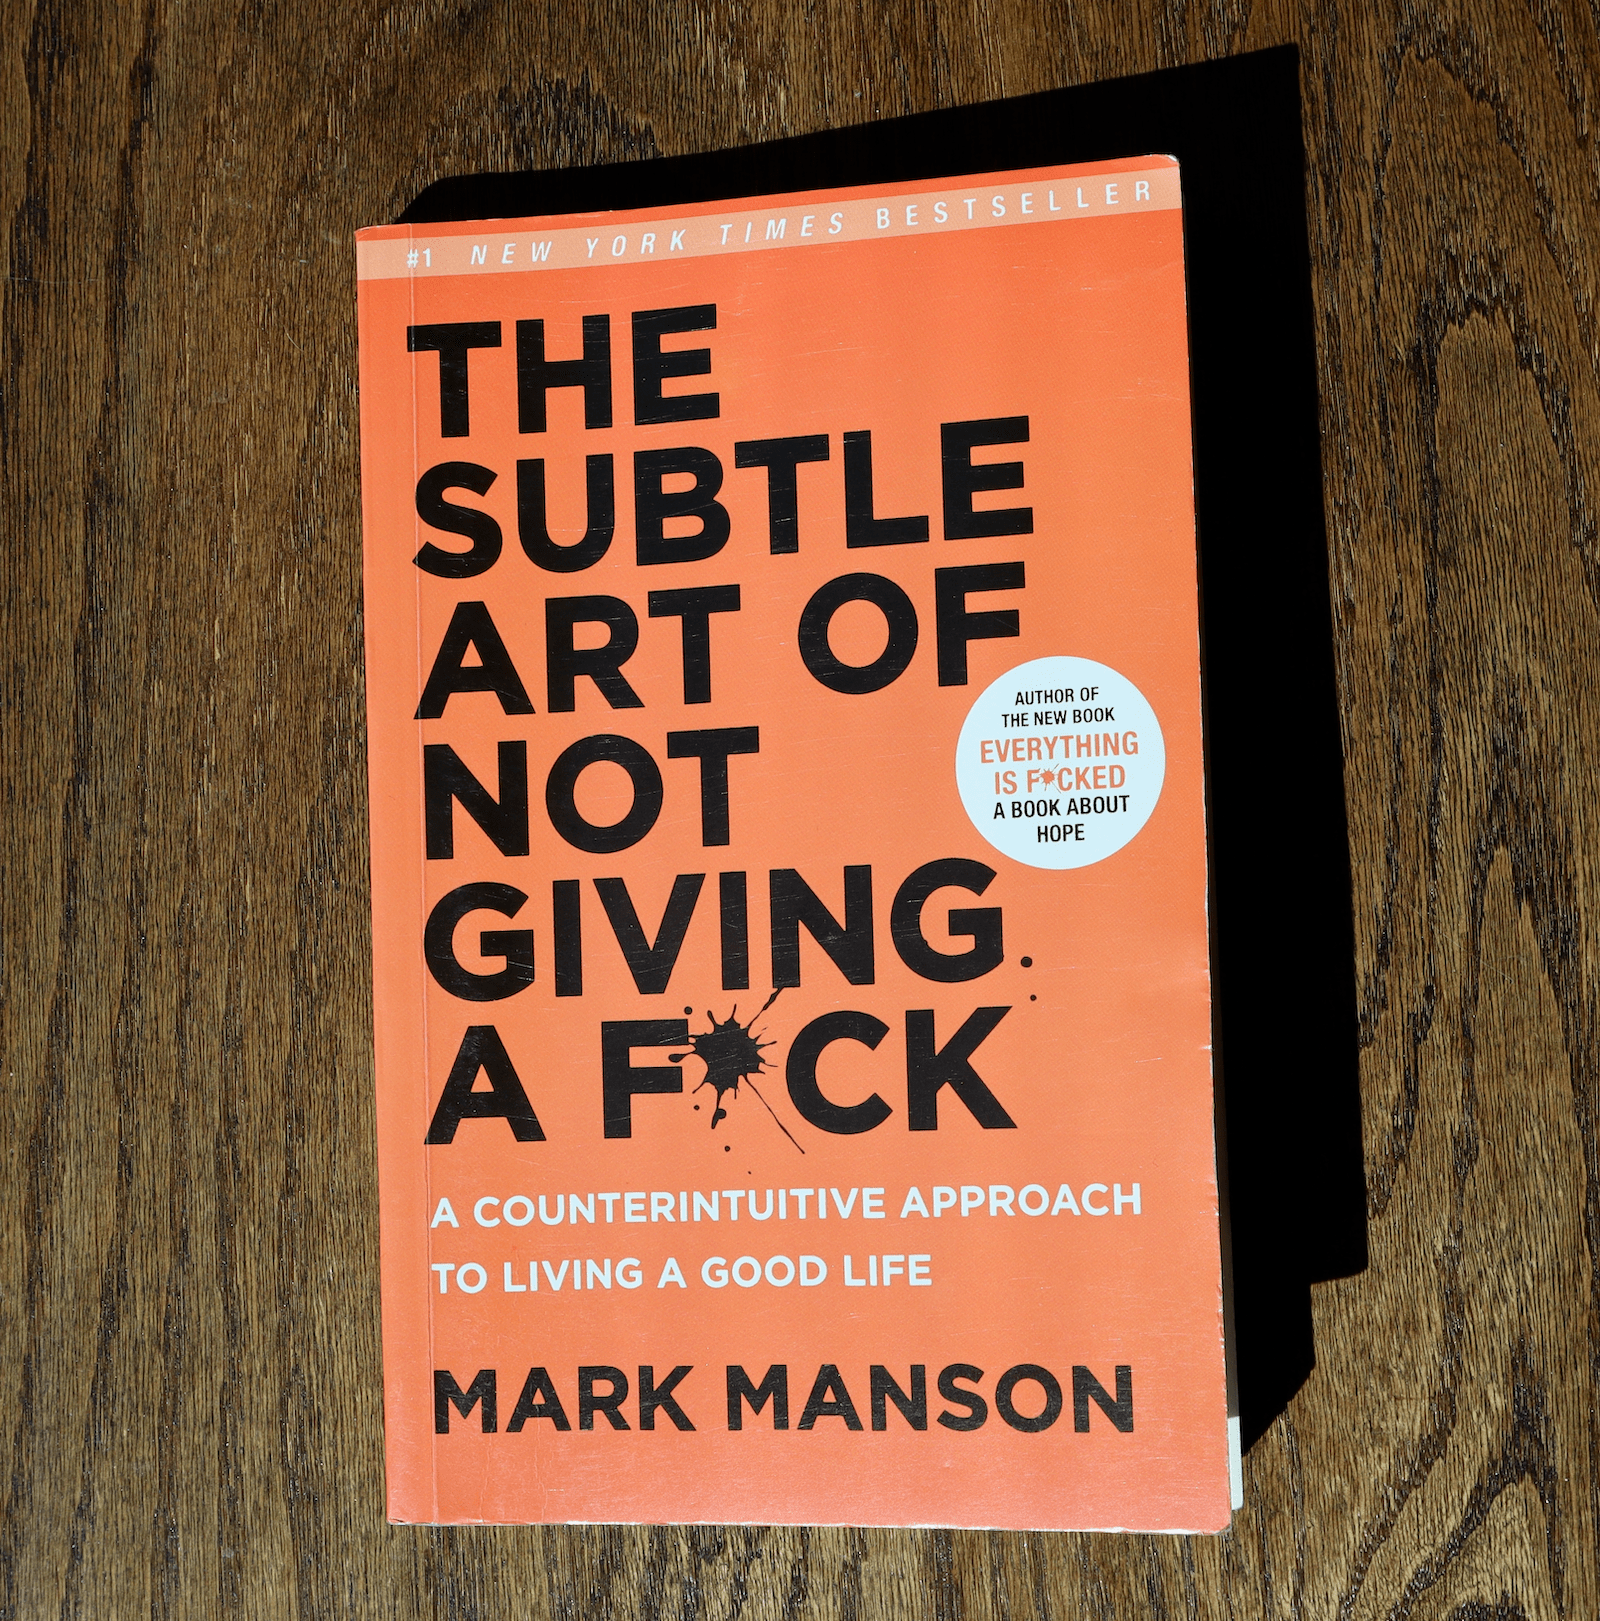 #1 NEW YORK TIMES BESTSELLER
THE
SUBTLE
ART OF
NOT
GIVING
A F*CK
AUTHOR OF
THE NEW BOOK
EVERYTHING
IS F*CKED
A BOOK ABOUT
HOPE
A COUNTERINTUITIVE APPROACH
TO LIVING A GOOD LIFE
MARK MANSON